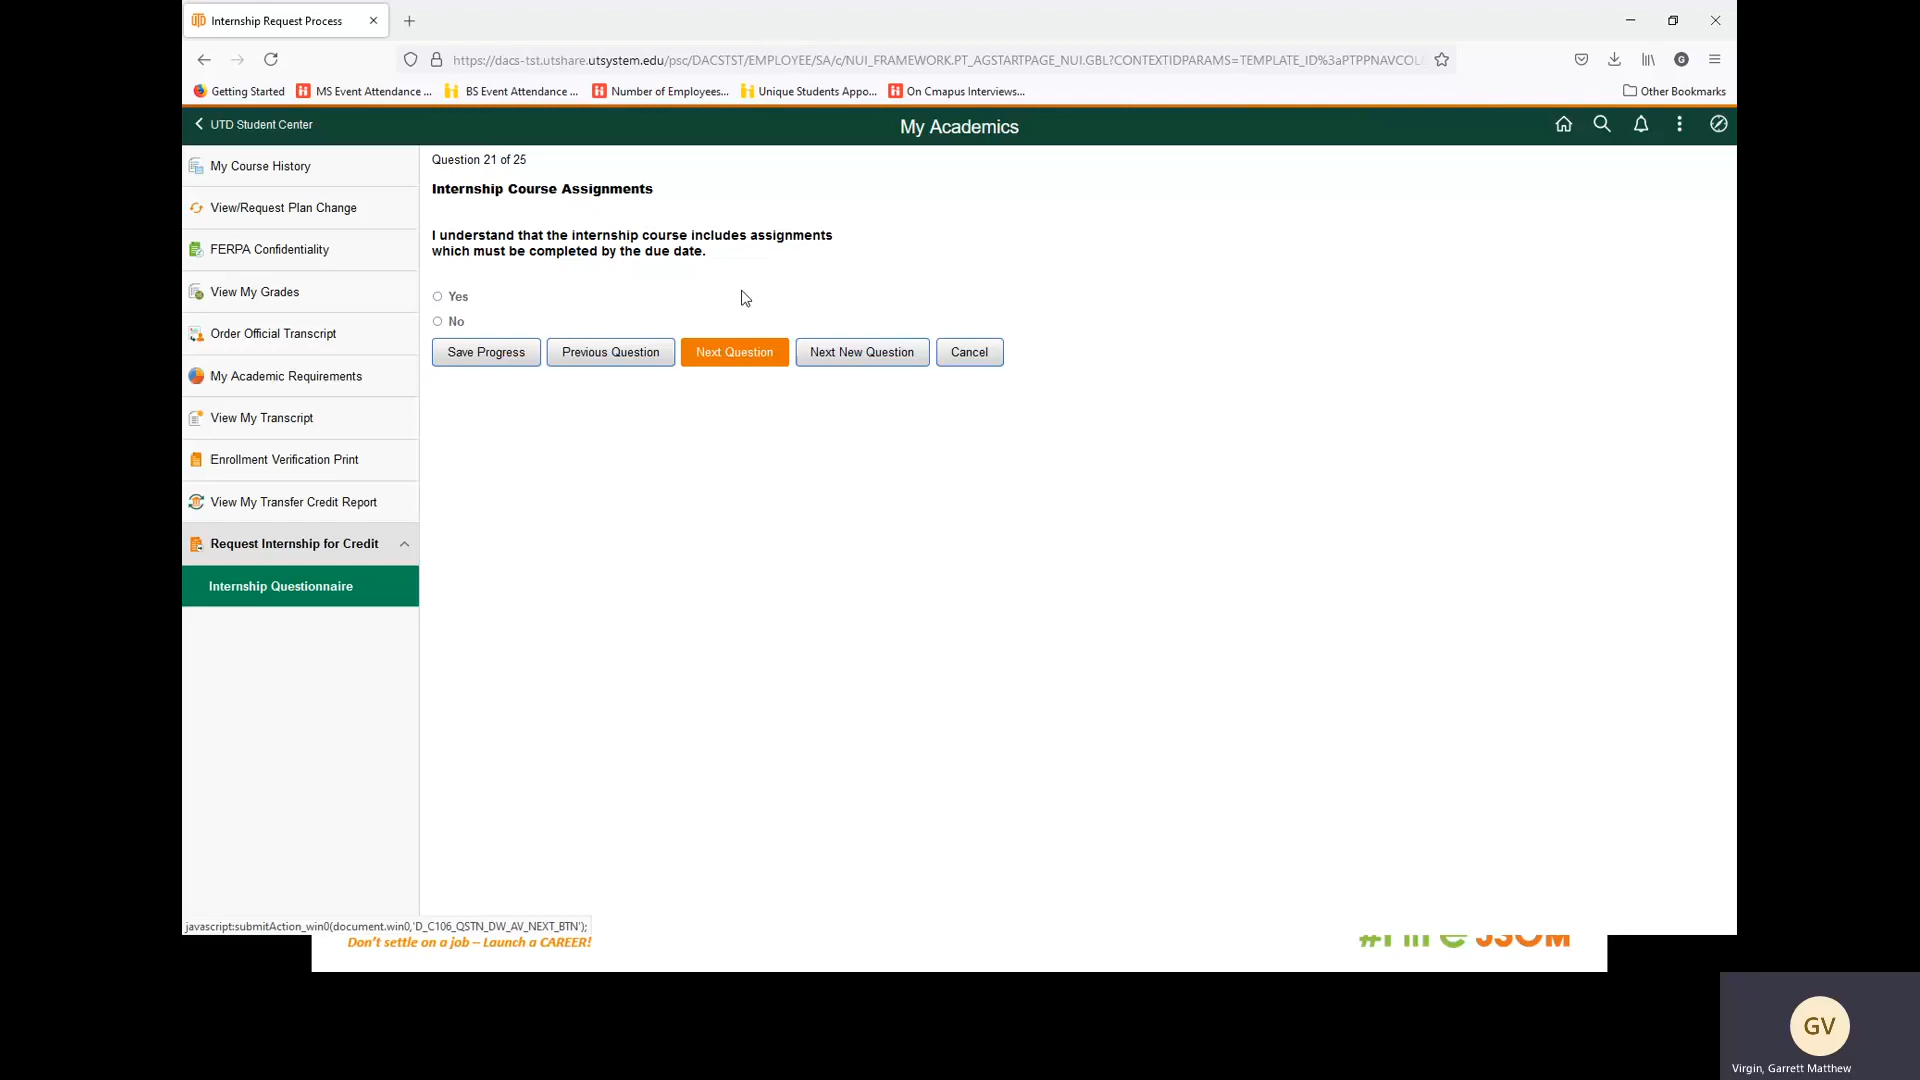 Internship Request Process
https://dacs-tst.utshare.utsystem.edu/psc/DACSTST/EMPLOYEE/SA/c/NUI_FRAMEWORK.PT_AGSTARTPAGE_NUI.GBL?CONTEXTIDPARAMS=TEMPLATE_ID%3aPTPPNAVCOL
Getting Started MS Event Attendance ... BS Event Attendance ... Number of Employees... Unique Students Appo... On Cmapus Interviews... Other Bookmarks
UTD Student Center
My Academics
My Course History
View/Request Plan Change
FERPA Confidentiality
View My Grades
Order Official Transcript
My Academic Requirements
View My Transcript
Enrollment Verification Print
View My Transfer Credit Report
Request Internship for Credit
Internship Questionnaire
Question 21 of 25
Internship Course Assignments
I understand that the internship course includes assignments
which must be completed by the due date.
Yes
No
Save Progress Previous Question Next Question Next New Question Cancel
javascript:submitAction_win0(document.win0,'D_C106_QSTN_DW_AV_NEXT_BTN');
Don't settle on a job – Launch a CAREER!
GV
Virgin, Garrett Matthew